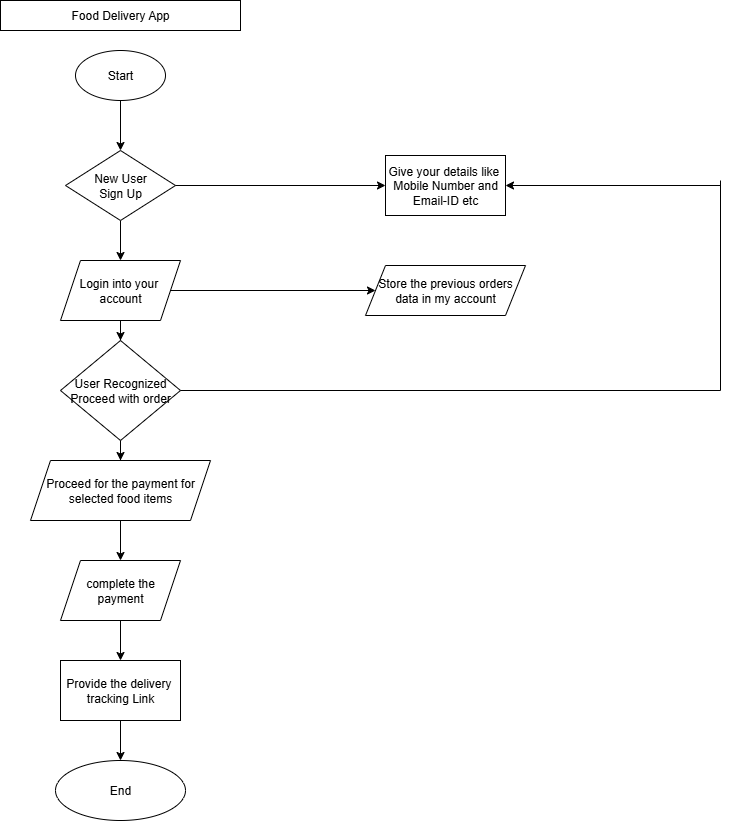 Food Delivery App
Start
New User
Sign Up
Give your details like
Mobile Number and
Email-ID etc
Login into your
account
Store the previous orders
data in my account
User Recognized
Proceed with order
Proceed for the payment for
selected food items
complete the
payment
Provide the delivery
tracking Link
End